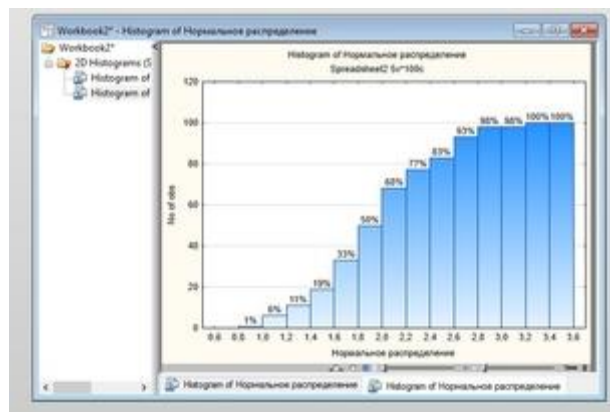 Workbook2* - Histogram of Нормальное распределение
Workbook2*
2D Histograms (S
Histogram of
Histogram of
Histogram of Нормальное распределение
Spreadsheet2 5v*100c
120
100
80
60
40
20
0
No of obs
1%
6%
11%
19%
33%
50%
68%
77%
83%
93%
98%
98%
100%
100%
0,6 0,8 1,0 1,2 1,4 1,6 1,8 2,0 2,2 2,4 2,6 2,8 3,0 3,2 3,4 3,6
Нормальное распределение
Histogram of Нормальное распределение
Histogram of Нормальное распределение